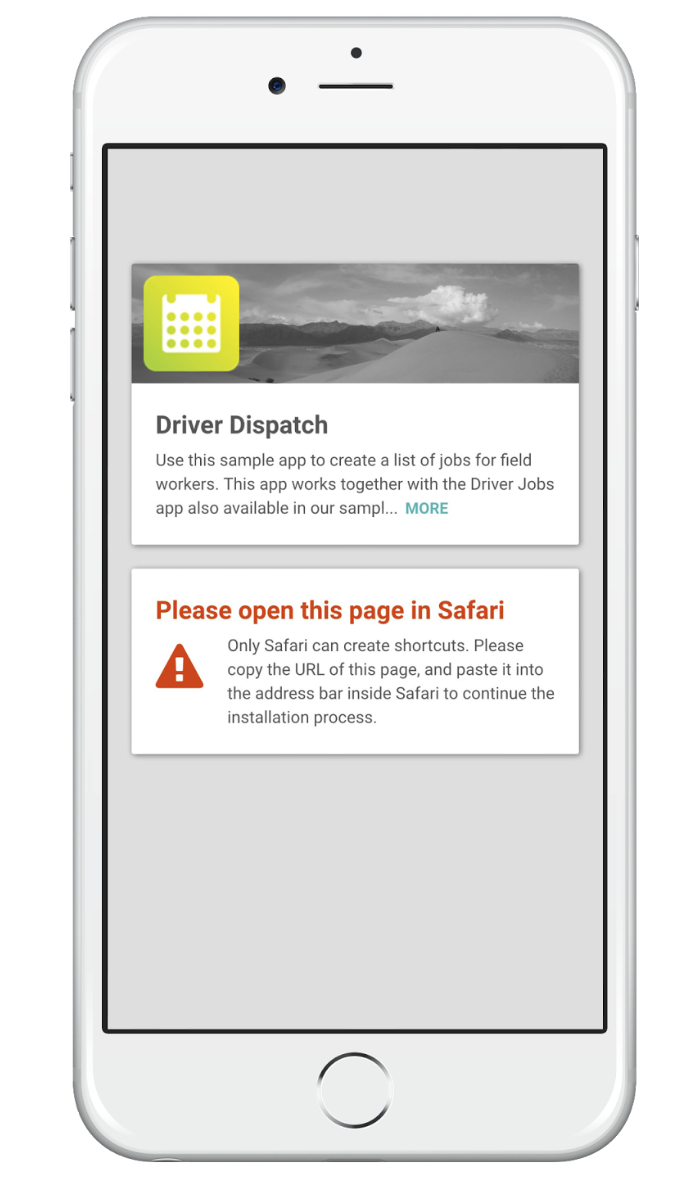 Driver Dispatch
Use this sample app to create a list of jobs for field
workers. This app works together with the Driver Jobs
app also available in our sampl... MORE
Please open this page in Safari
Only Safari can create shortcuts. Please
copy the URL of this page, and paste it into
the address bar inside Safari to continue the
installation process.